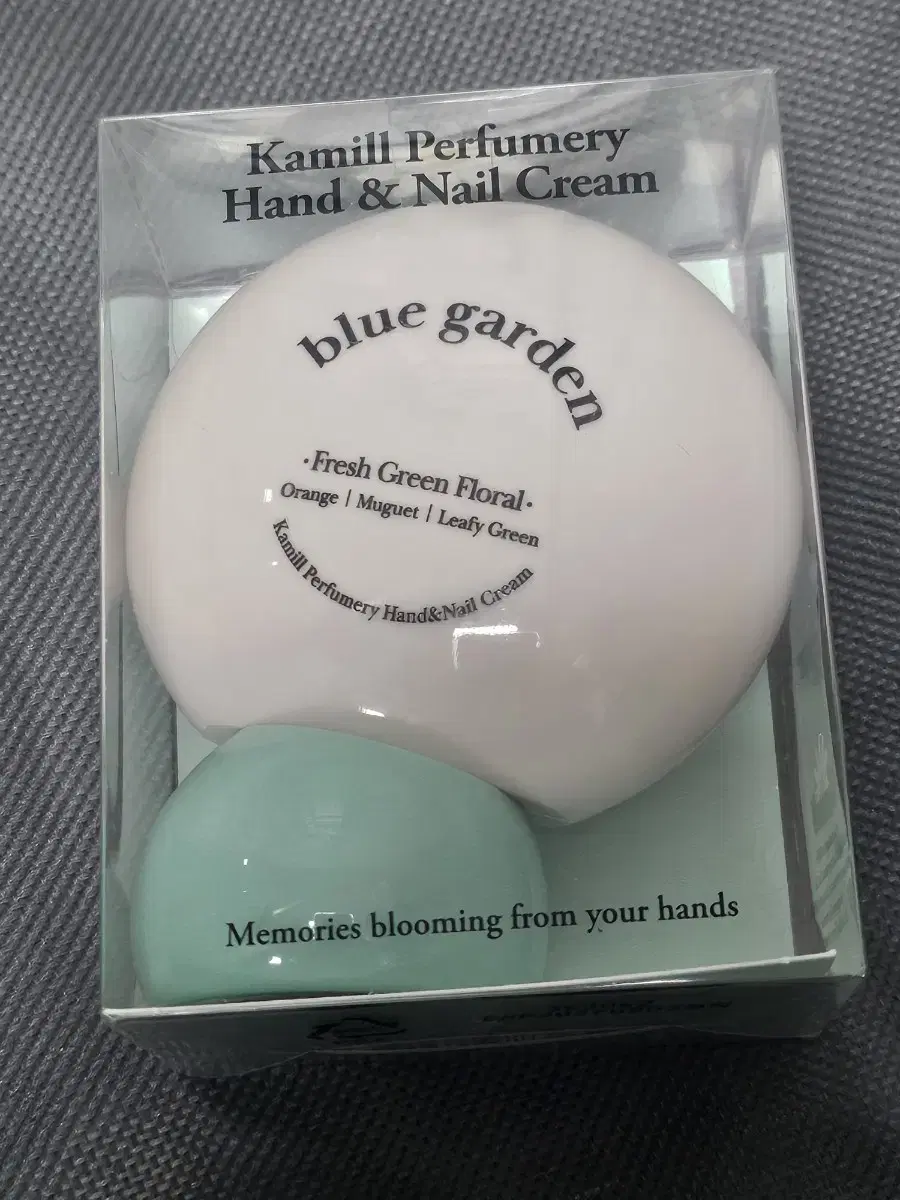 Kamill Perfumery
Hand & Nail Cream
blue garden
·Fresh Green Floral·
Orange | Muguet | Leafy Green
Kamill Perfumery Hand&Nail Cream
Memories blooming from your hands